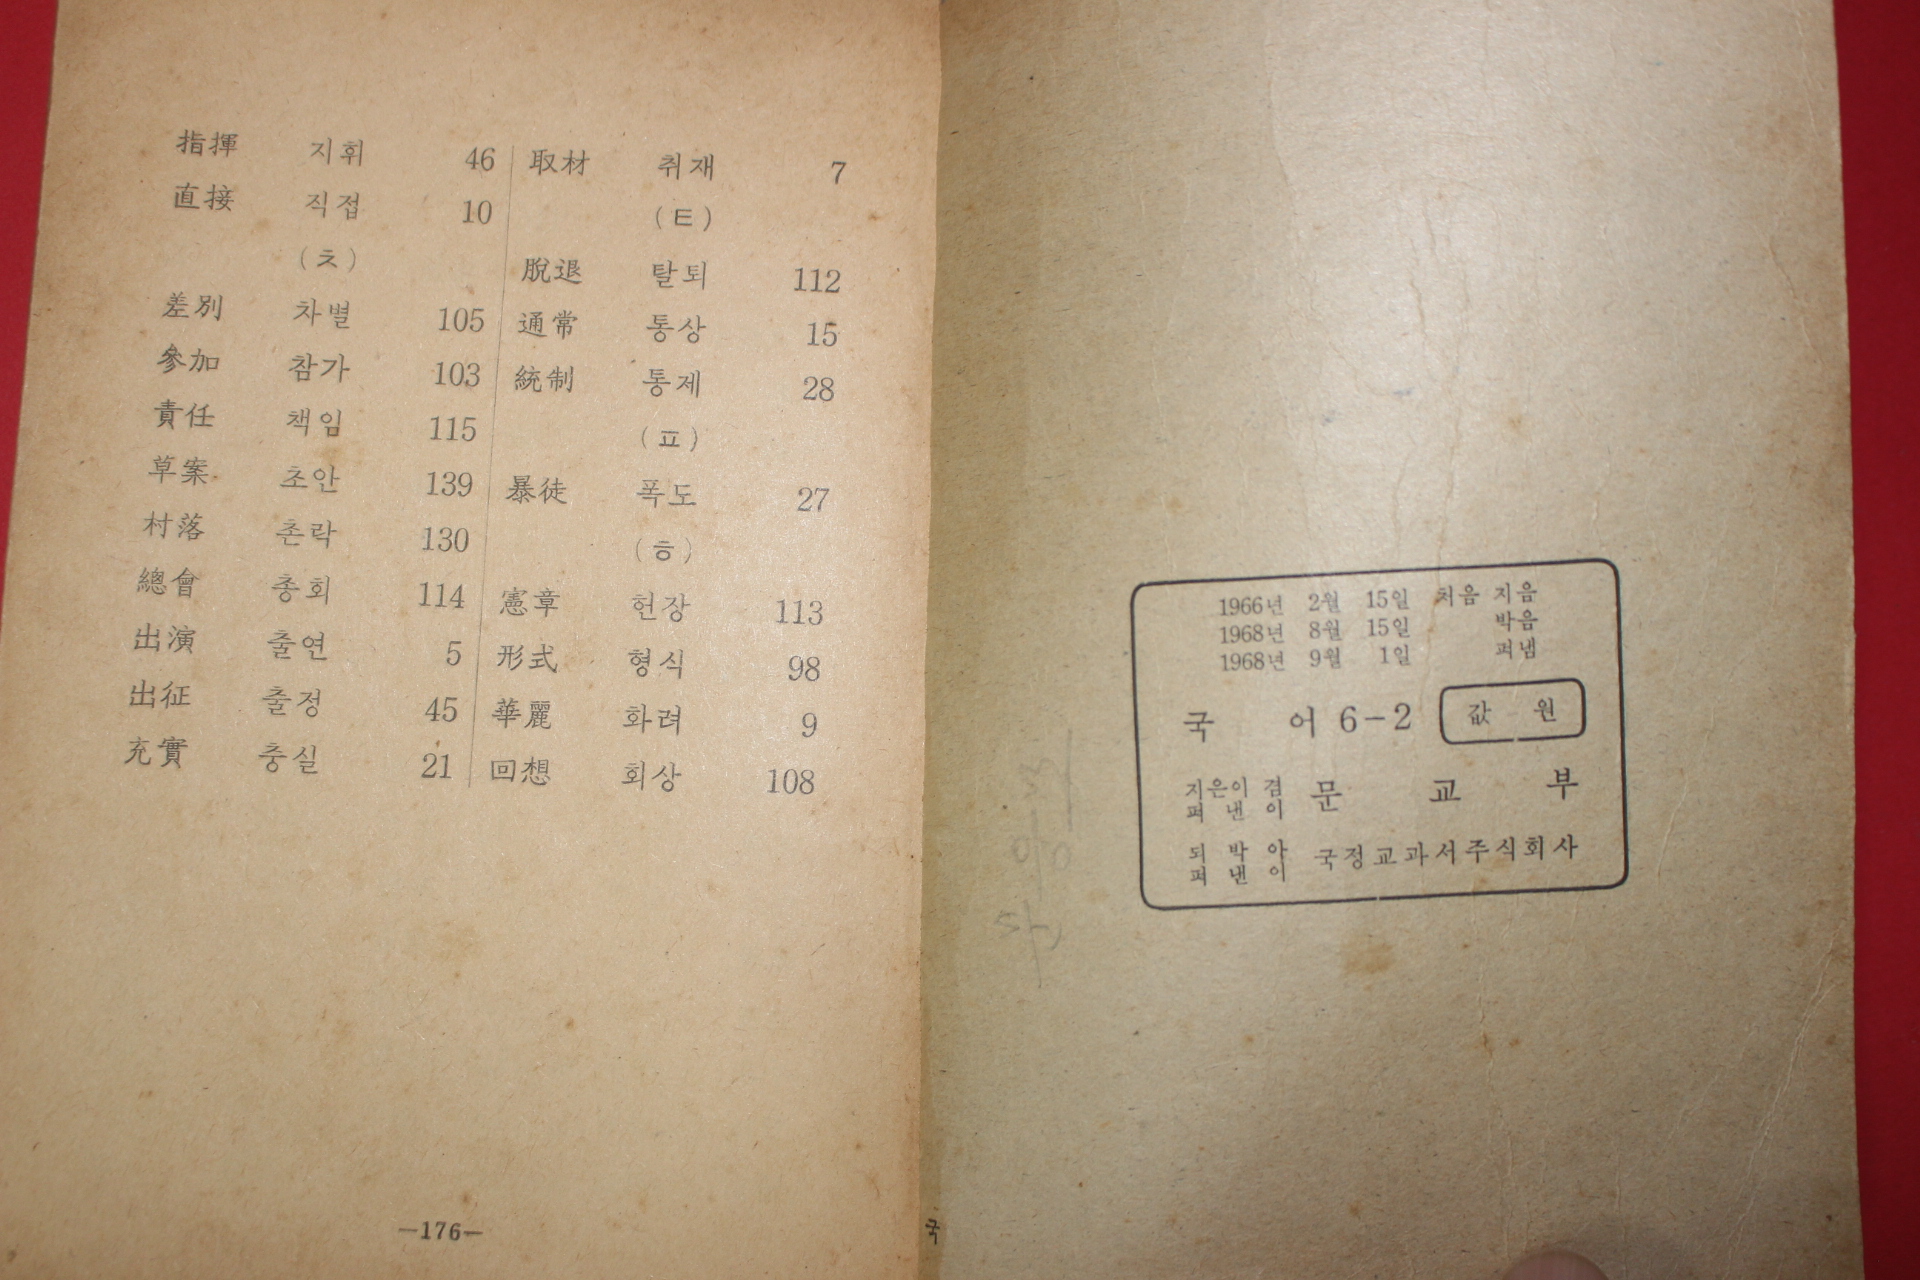 指揮 지휘 46
直接 직접 10
(ㅊ)
差別 차별 105
參加 참가 103
責任 책임 115
草案 초안 139
村落 촌락 130
總會 총회 114
出演 출연 5
出征 출정 45
充實 충실 21
取材 취재 7
(ㅌ)
脫退 탈퇴 112
通常 통상 15
統制 통제 28
(ㅍ)
暴徒 폭도 27
(ㅎ)
憲章 헌장 113
形式 형식 98
華麗 화려 9
回想 회상 108
—176—
국
1966년 2월 15일 처음 지음
1968년 8월 15일 박음
1968년 9월 1일 펴냄
국 어 6-2 값 원
지은이 겸
펴 낸 이 문 교 부
되 박 아
펴 낸 이 국정교과서주식회사